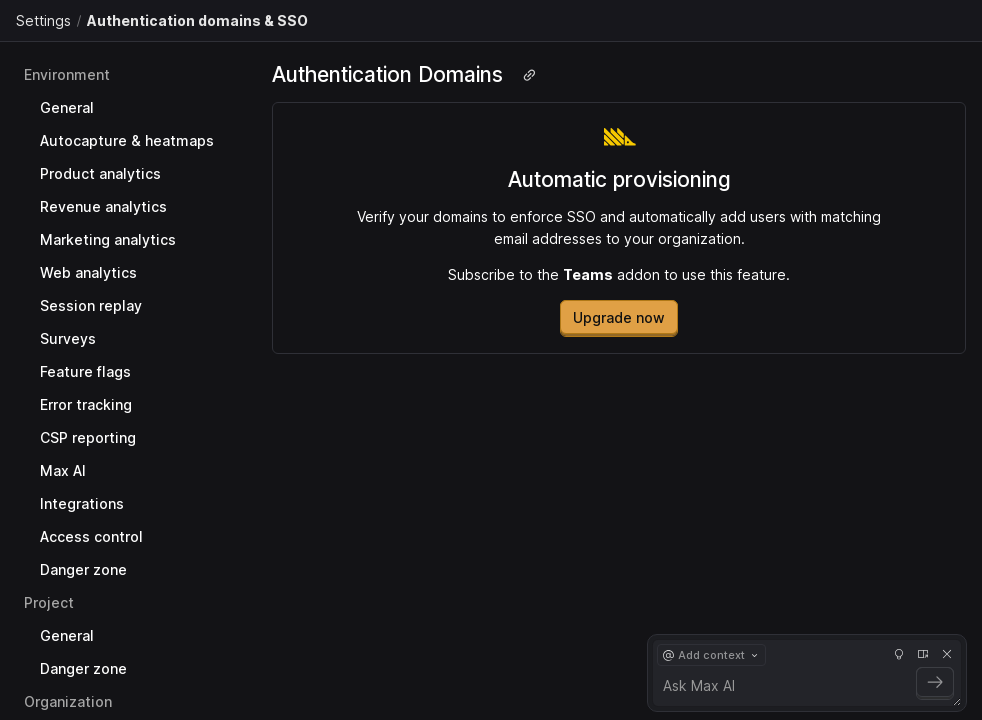 Settings / Authentication domains & SSO
Environment
General
Autocapture & heatmaps
Product analytics
Revenue analytics
Marketing analytics
Web analytics
Session replay
Surveys
Feature flags
Error tracking
CSP reporting
Max AI
Integrations
Access control
Danger zone
Project
General
Danger zone
Organization
Authentication Domains
Automatic provisioning
Verify your domains to enforce SSO and automatically add users with matching
email addresses to your organization.
Subscribe to the Teams addon to use this feature.
Upgrade now
@ Add context
Ask Max AI